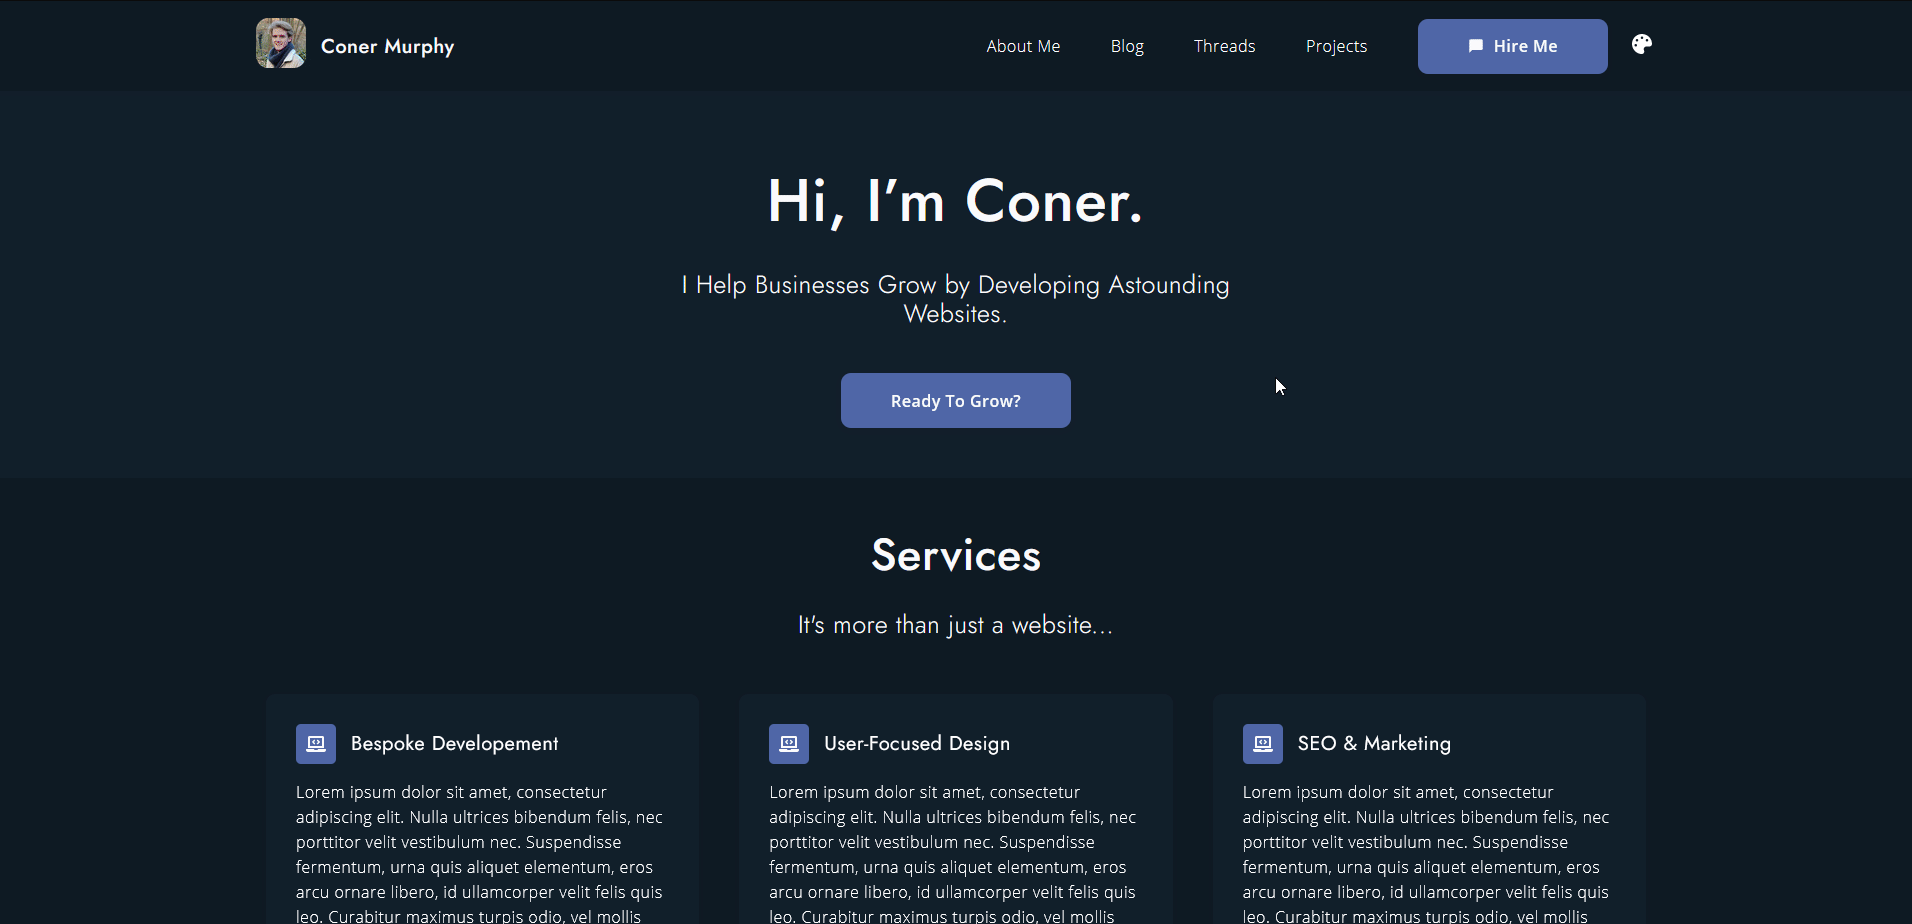 Coner Murphy
About Me
Blog
Threads
Projects
Hire Me
Hi, I’m Coner.
I Help Businesses Grow by Developing Astounding
Websites.
Ready To Grow?
Services
It's more than just a website...
Bespoke Developement
Lorem ipsum dolor sit amet, consectetur
adipiscing elit. Nulla ultrices bibendum felis, nec
porttitor velit vestibulum nec. Suspendisse
fermentum, urna quis aliquet elementum, eros
arcu ornare libero, id ullamcorper velit felis quis
leo. Curabitur maximus turpis odio, vel mollis
User-Focused Design
Lorem ipsum dolor sit amet, consectetur
adipiscing elit. Nulla ultrices bibendum felis, nec
porttitor velit vestibulum nec. Suspendisse
fermentum, urna quis aliquet elementum, eros
arcu ornare libero, id ullamcorper velit felis quis
leo. Curabitur maximus turpis odio, vel mollis
SEO & Marketing
Lorem ipsum dolor sit amet, consectetur
adipiscing elit. Nulla ultrices bibendum felis, nec
porttitor velit vestibulum nec. Suspendisse
fermentum, urna quis aliquet elementum, eros
arcu ornare libero, id ullamcorper velit felis quis
leo. Curabitur maximus turpis odio, vel mollis